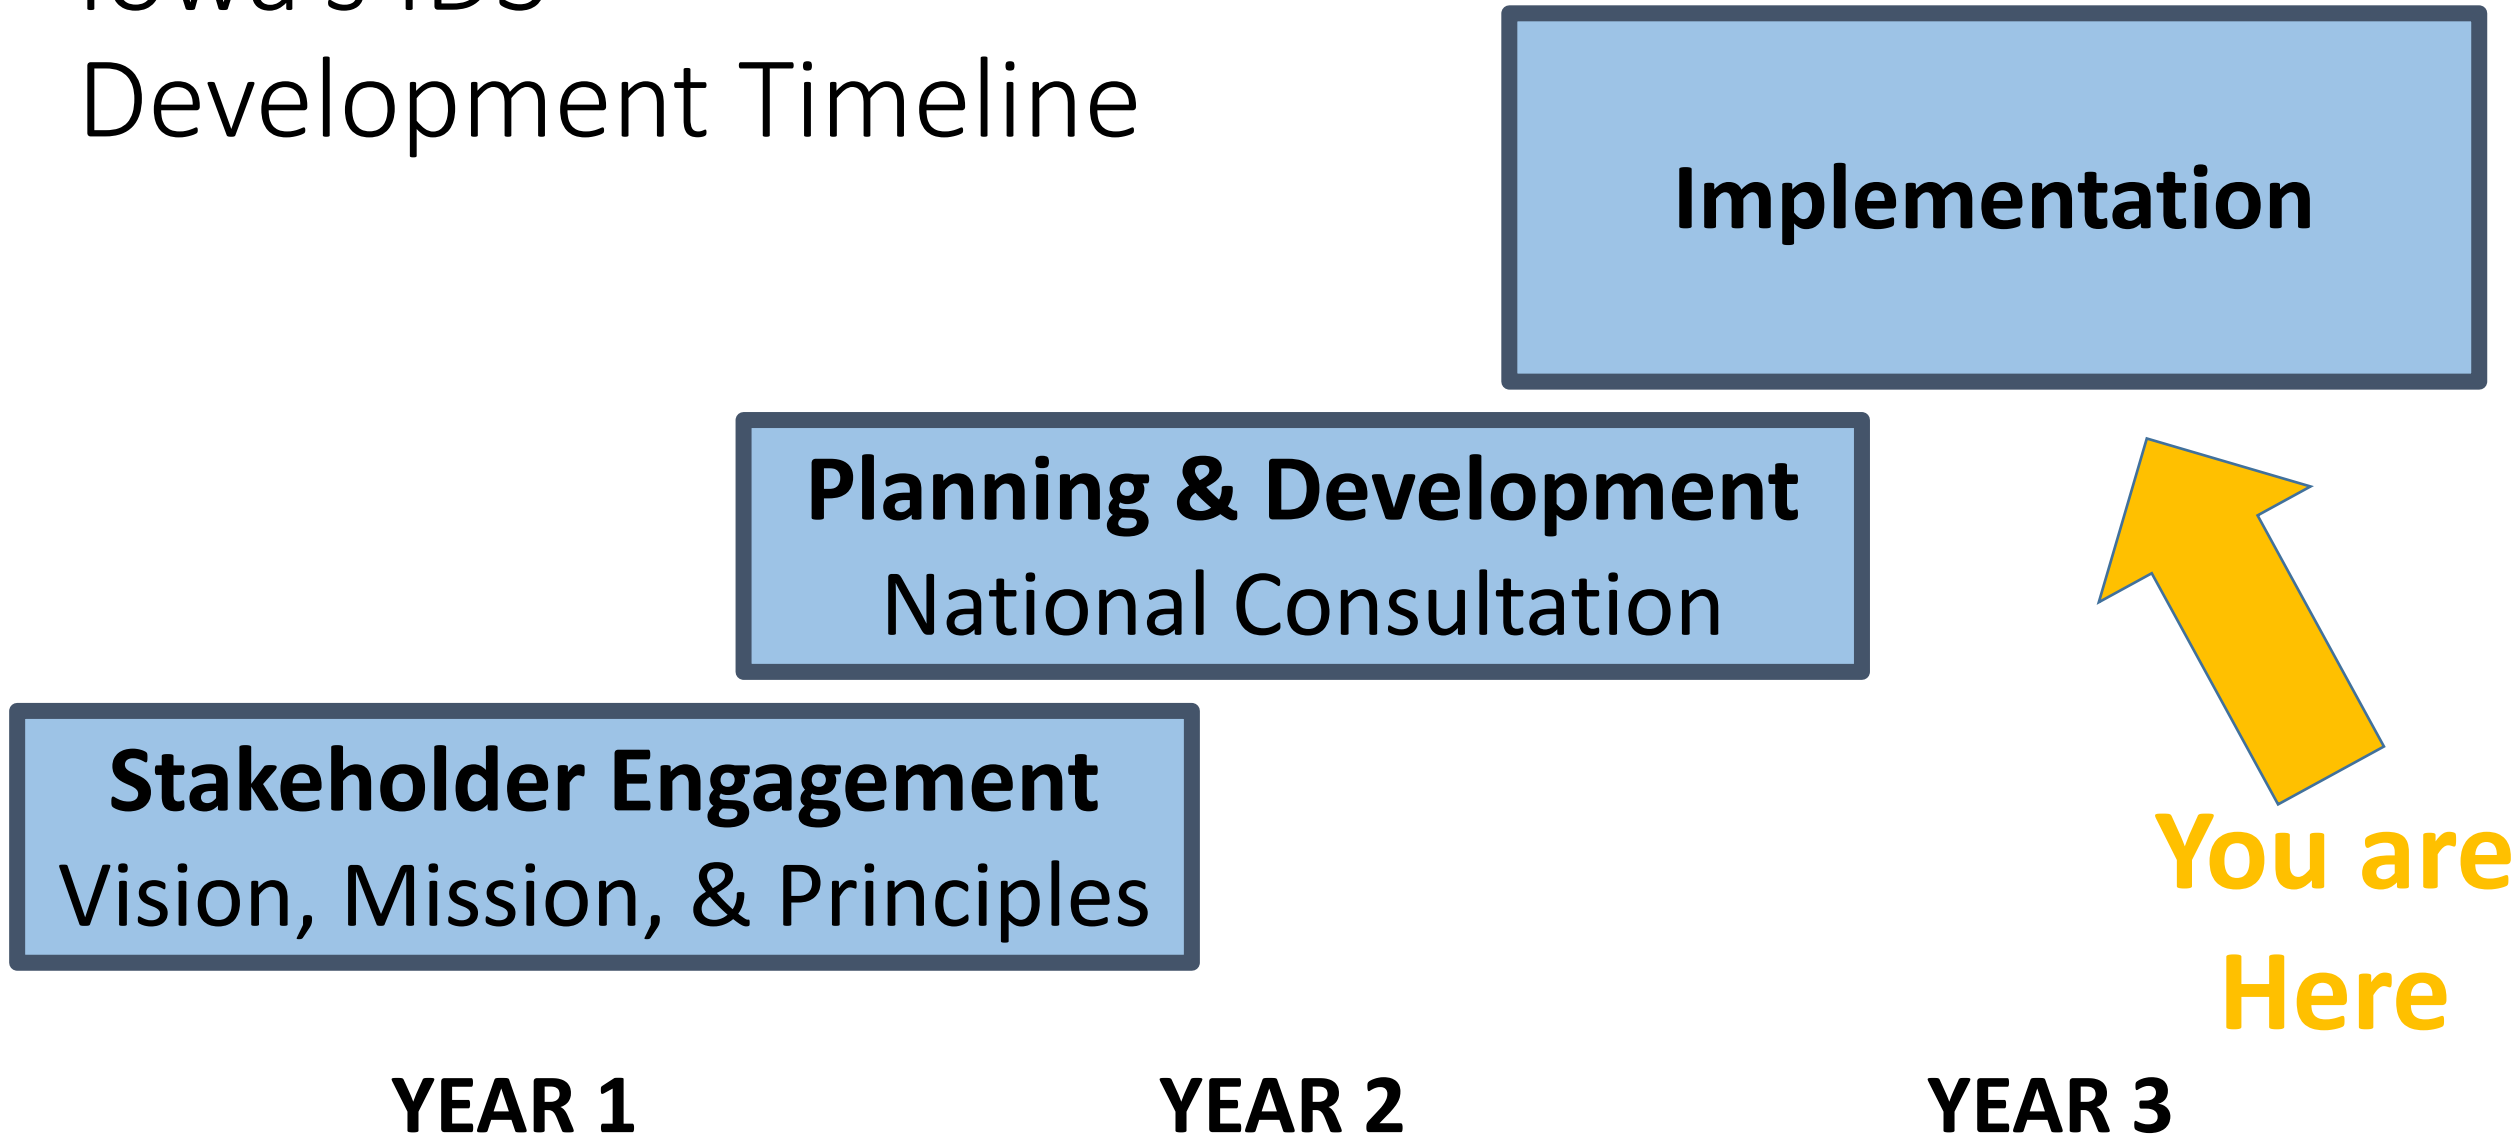 Development Timeline
Implementation
Planning & Development
National Consultation
Stakeholder Engagement
Vision, Mission, & Principles
You are
Here
YEAR 1 YEAR 2 YEAR 3